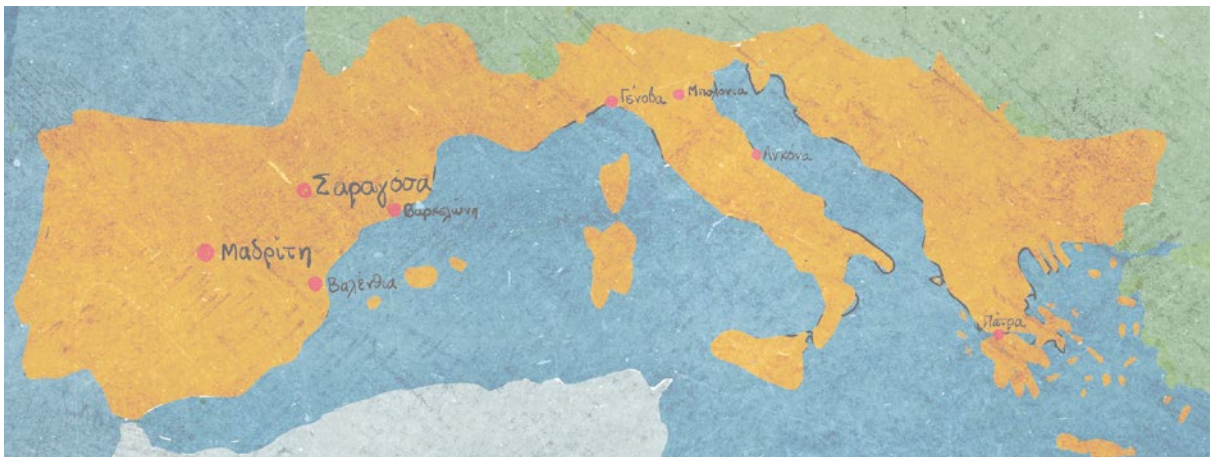 Γένοβα
Μπολόνια
Ανκόνα
Σαραγόσα
Βαρκελώνη
Μαδρίτη
Βαλένθια
Πάτρα